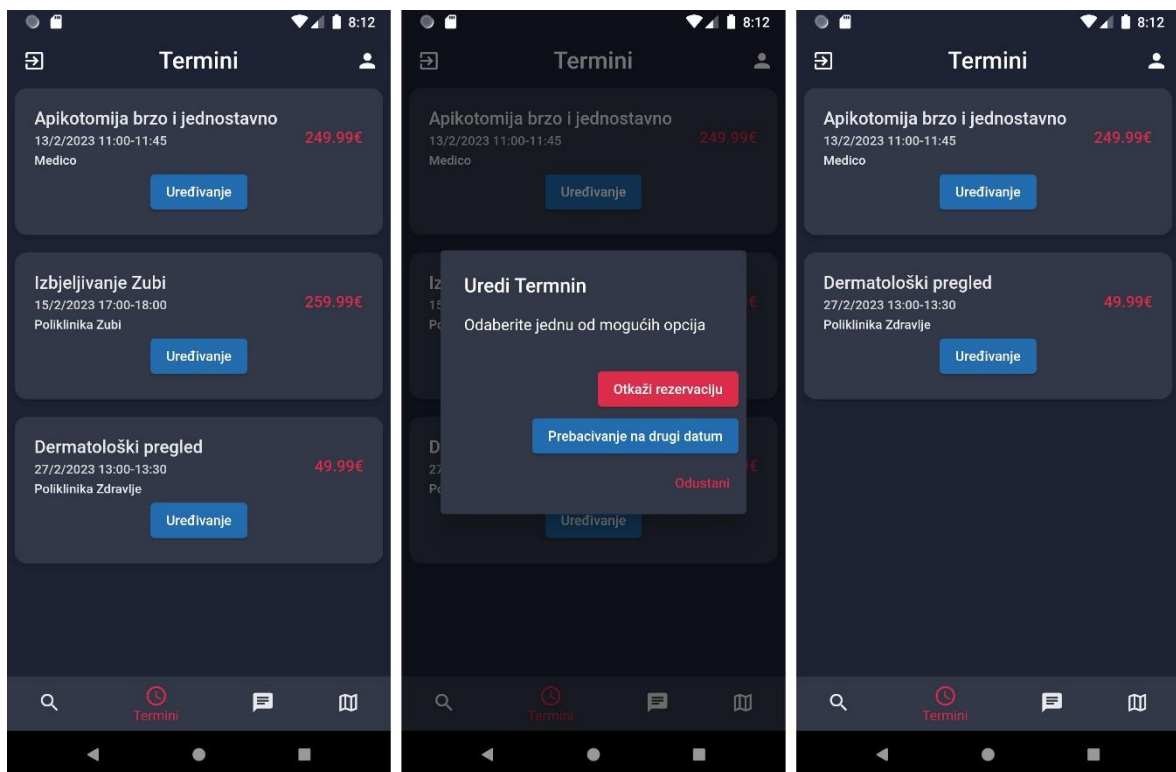 8:12
Termini
Apikotomija brzo i jednostavno
13/2/2023 11:00-11:45
249.99€
Medico
Uređivanje
Izbjeljivanje Zubi
15/2/2023 17:00-18:00
259.99€
Poliklinika Zubi
Uređivanje
Dermatološki pregled
27/2/2023 13:00-13:30
49.99€
Poliklinika Zdravlje
Uređivanje
Termini
8:12
Termini
Apikotomija brzo i jednostavno
13/2/2023 11:00-11:45
249.99€
Medico
Uređivanje
Iz
15
€
Po
Uredi Termnin
Odaberite jednu od mogućih opcija
Otkaži rezervaciju
Prebacivanje na drugi datum
Odustani
D
27
€
Po
Uređivanje
Termini
8:12
Termini
Apikotomija brzo i jednostavno
13/2/2023 11:00-11:45
249.99€
Medico
Uređivanje
Dermatološki pregled
27/2/2023 13:00-13:30
49.99€
Poliklinika Zdravlje
Uređivanje
Termini